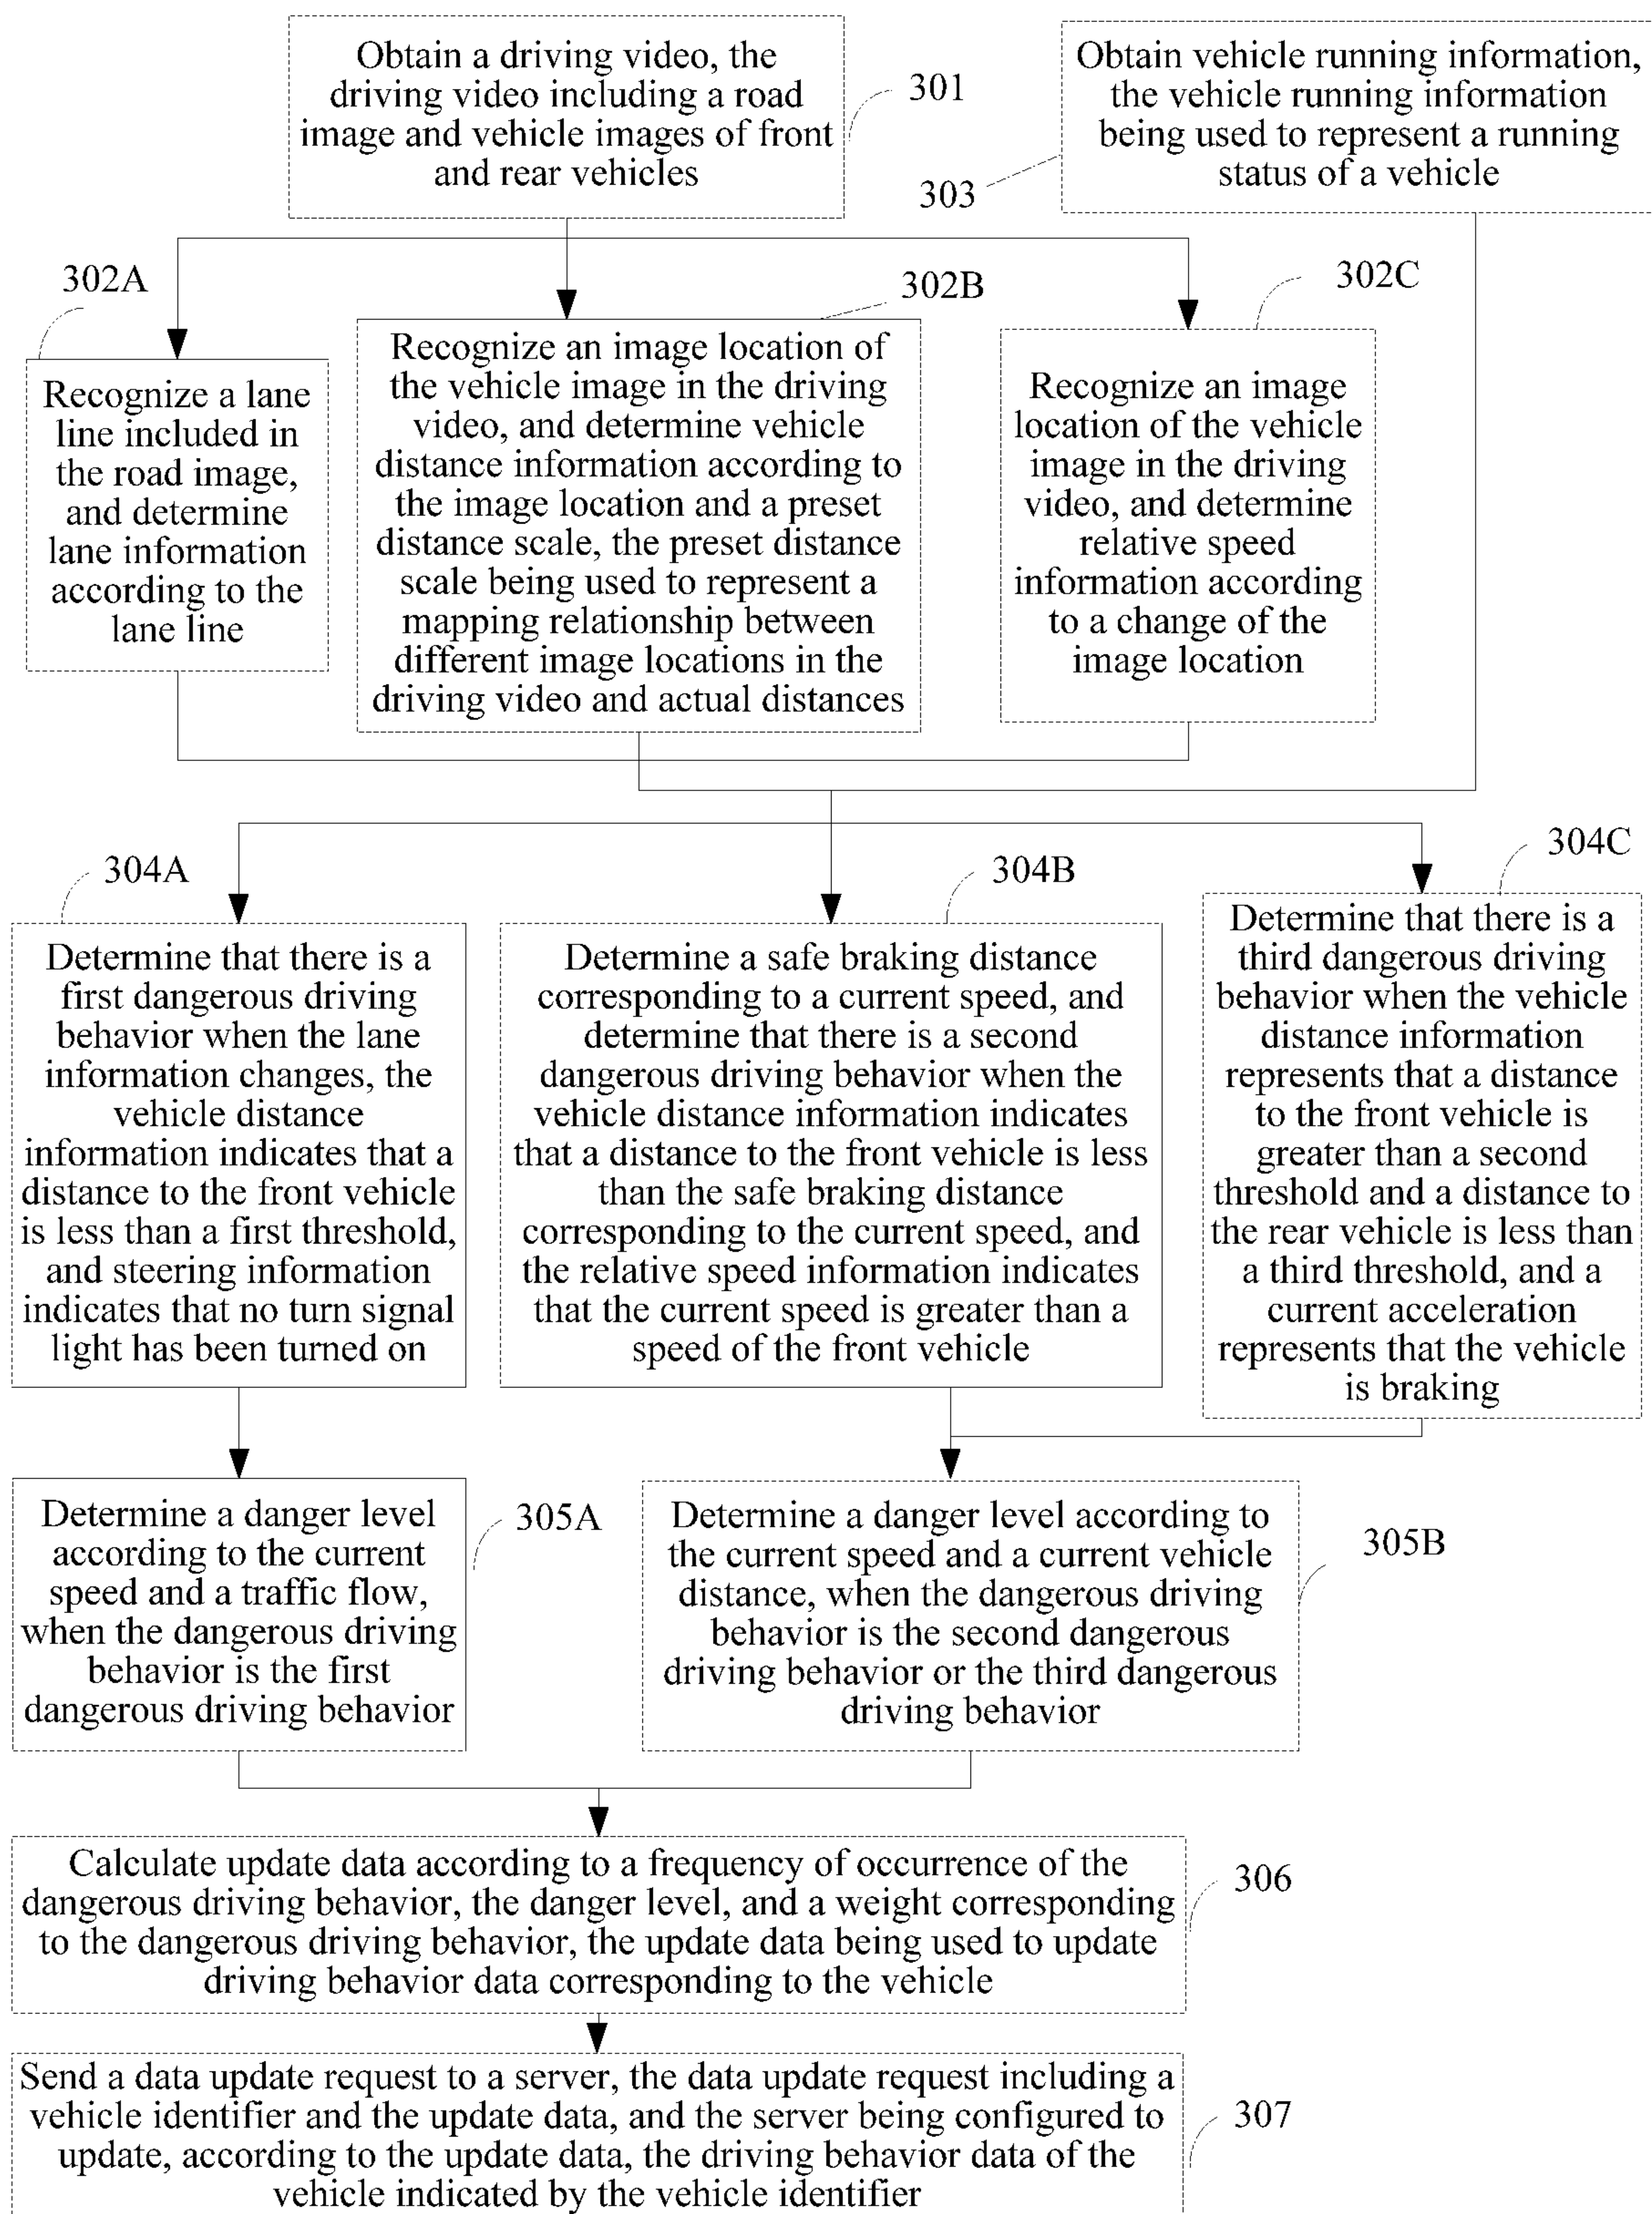 Obtain a driving video, the
driving video including a road
image and vehicle images of front
and rear vehicles
301
Obtain vehicle running information,
the vehicle running information
being used to represent a running
status of a vehicle
303
302A
Recognize a lane
line included in
the road image,
and determine
lane information
according to the
lane line
302B
Recognize an image location of
the vehicle image in the driving
video, and determine vehicle
distance information according to
the image location and a preset
distance scale, the preset distance
scale being used to represent a
mapping relationship between
different image locations in the
driving video and actual distances
302C
Recognize an image
location of the vehicle
image in the driving
video, and determine
relative speed
information according
to a change of the
image location
304A
Determine that there is a
first dangerous driving
behavior when the lane
information changes, the
vehicle distance
information indicates that a
distance to the front vehicle
is less than a first threshold,
and steering information
indicates that no turn signal
light has been turned on
304B
Determine a safe braking distance
corresponding to a current speed, and
determine that there is a second
dangerous driving behavior when the
vehicle distance information indicates
that a distance to the front vehicle is less
than the safe braking distance
corresponding to the current speed, and
the relative speed information indicates
that the current speed is greater than a
speed of the front vehicle
304C
Determine that there is a
third dangerous driving
behavior when the vehicle
distance information
represents that a distance
to the front vehicle is
greater than a second
threshold and a distance to
the rear vehicle is less than
a third threshold, and a
current acceleration
represents that the vehicle
is braking
Determine a danger level
according to the current
speed and a traffic flow,
when the dangerous driving
behavior is the first
dangerous driving behavior
305A
Determine a danger level according to
the current speed and a current vehicle
distance, when the dangerous driving
behavior is the second dangerous
driving behavior or the third dangerous
driving behavior
305B
Calculate update data according to a frequency of occurrence of the
dangerous driving behavior, the danger level, and a weight corresponding
to the dangerous driving behavior, the update data being used to update
driving behavior data corresponding to the vehicle
306
Send a data update request to a server, the data update request including a
vehicle identifier and the update data, and the server being configured to
update, according to the update data, the driving behavior data of the
vehicle indicated by the vehicle identifier
307